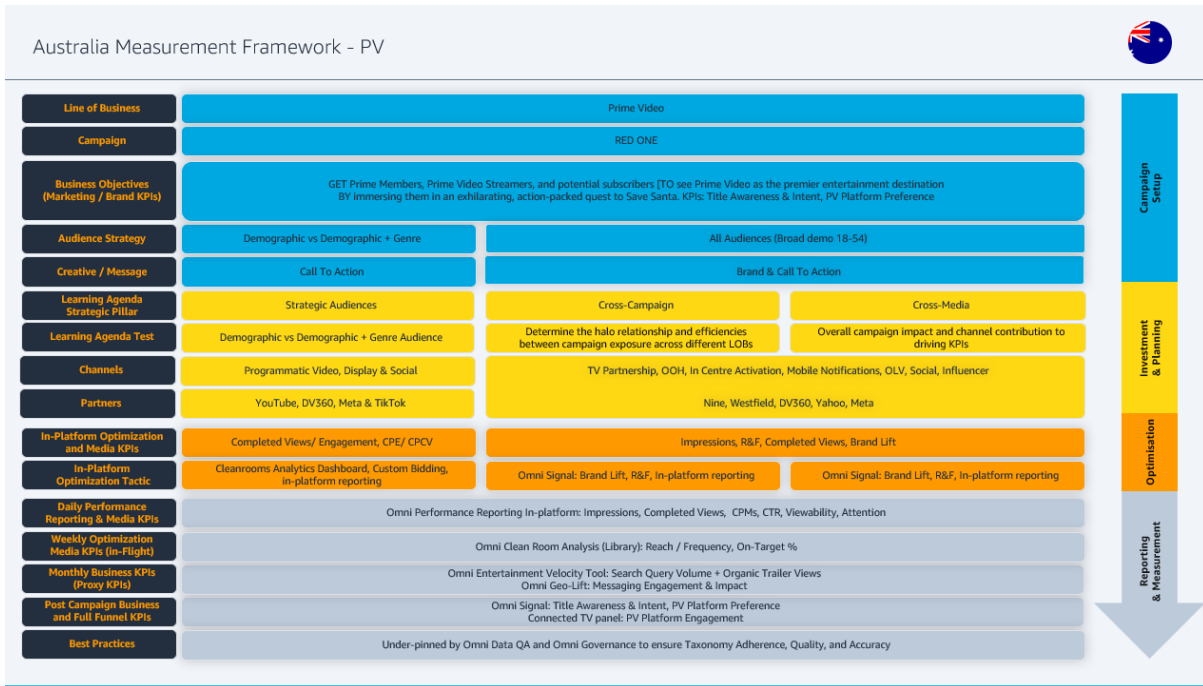 Australia Measurement Framework - PV
Line of Business
Prime Video
Campaign
RED ONE
Business Objectives
(Marketing / Brand KPIs)
GET Prime Members, Prime Video Streamers, and potential subscribers [TO see Prime Video as the premier entertainment destination
BY immersing them in an exhilarating, action-packed quest to Save Santa. KPIs: Title Awareness & Intent, PV Platform Preference
Audience Strategy
Demographic vs Demographic + Genre
All Audiences (Broad demo 18-54)
Creative / Message
Call To Action
Brand & Call To Action
Campaign
Setup
Learning Agenda
Strategic Pillar
Strategic Audiences
Cross-Campaign
Cross-Media
Learning Agenda Test
Demographic vs Demographic + Genre Audience
Determine the halo relationship and efficiencies
between campaign exposure across different LOBs
Overall campaign impact and channel contribution to
driving KPIs
Channels
Programmatic Video, Display & Social
TV Partnership, OOH, In Centre Activation, Mobile Notifications, OLV, Social, Influencer
Partners
YouTube, DV360, Meta & TikTok
Nine, Westfield, DV360, Yahoo, Meta
Investment
& Planning
In-Platform Optimization
and Media KPIs
Completed Views/ Engagement, CPE/ CPCV
Impressions, R&F, Completed Views, Brand Lift
In-Platform
Optimization Tactic
Cleanrooms Analytics Dashboard, Custom Bidding,
in-platform reporting
Omni Signal: Brand Lift, R&F, In-platform reporting
Omni Signal: Brand Lift, R&F, In-platform reporting
Optimisation
Daily Performance
Reporting & Media KPIs
Omni Performance Reporting In-platform: Impressions, Completed Views, CPMs, CTR, Viewability, Attention
Weekly Optimization
Media KPIs (in-Flight)
Omni Clean Room Analysis (Library): Reach / Frequency, On-Target %
Monthly Business KPIs
(Proxy KPIs)
Omni Entertainment Velocity Tool: Search Query Volume + Organic Trailer Views
Omni Geo-Lift: Messaging Engagement & Impact
Post Campaign Business
and Full Funnel KPIs
Omni Signal: Title Awareness & Intent, PV Platform Preference
Connected TV panel: PV Platform Engagement
Best Practices
Under-pinned by Omni Data QA and Omni Governance to ensure Taxonomy Adherence, Quality, and Accuracy
Reporting
& Measurement